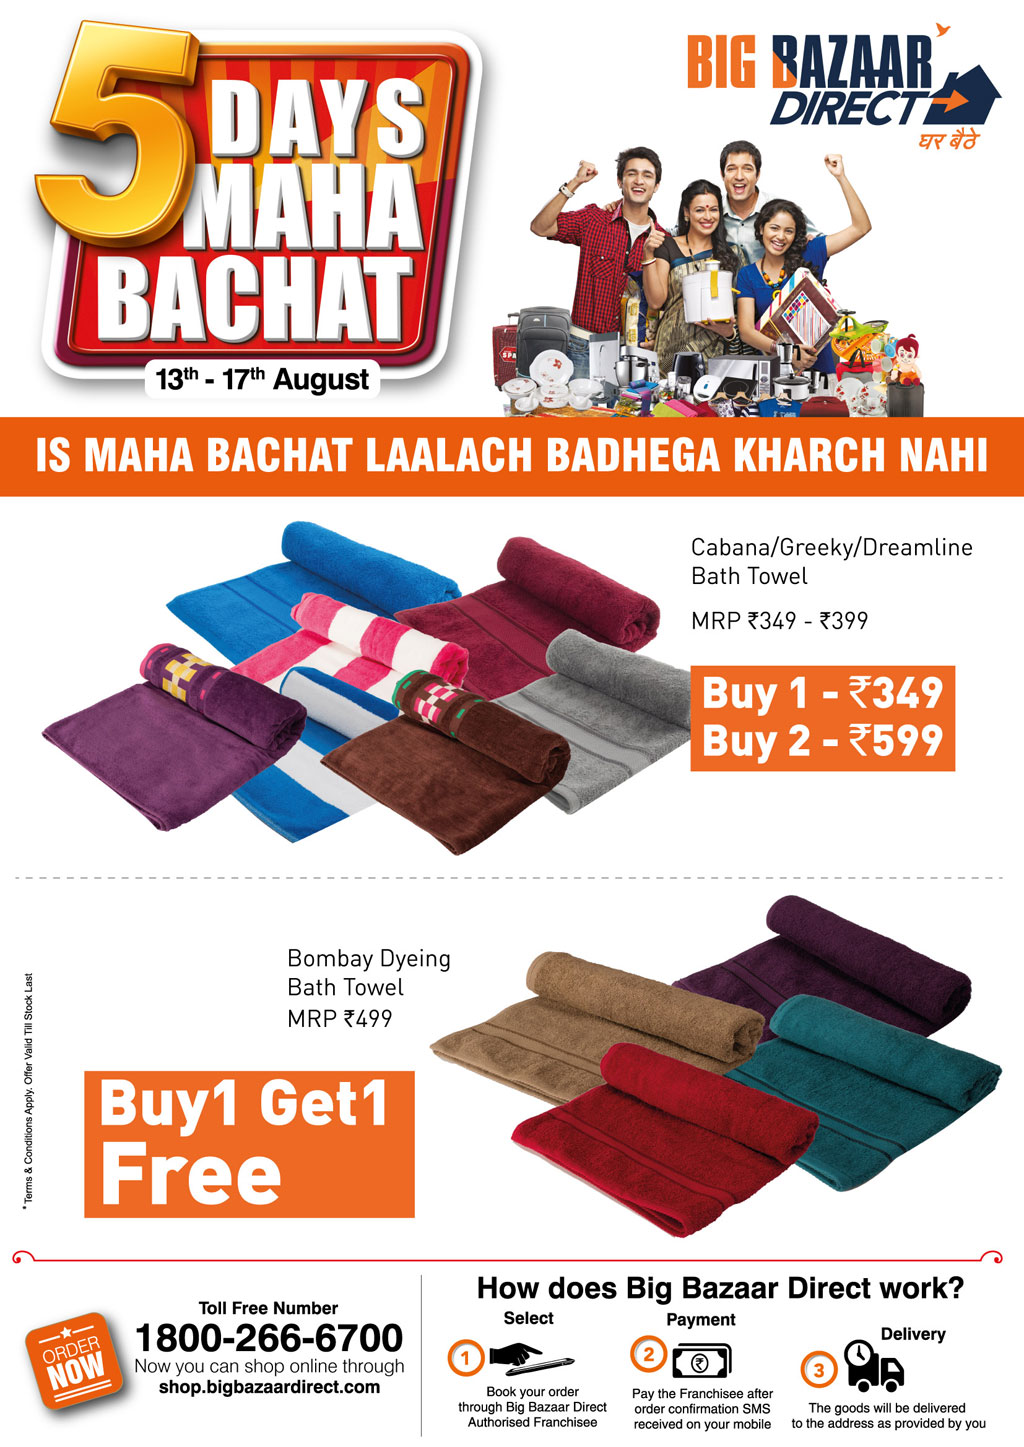 5 DAYS
MAHA
BACHAT
13th - 17th August
BIG BAZAAR
DIRECT
घर बैठे
IS MAHA BACHAT LAALACH BADHEGA KHARCH NAHI
Cabana/Greeky/Dreamline
Bath Towel
MRP ₹349 - ₹399
Buy 1 - ₹349
Buy 2 - ₹599
Bombay Dyeing
Bath Towel
MRP ₹499
Buy1 Get1
Free
*Terms & Conditions Apply. Offer Valid Till Stock Last
ORDER
NOW
Toll Free Number
1800-266-6700
Now you can shop online through
shop.bigbazaardirect.com
How does Big Bazaar Direct work?
Select
1
Book your order
through Big Bazaar Direct
Authorised Franchisee
Payment
2
₹
Pay the Franchisee after
order confirmation SMS
received on your mobile
Delivery
3
The goods will be delivered
to the address as provided by you